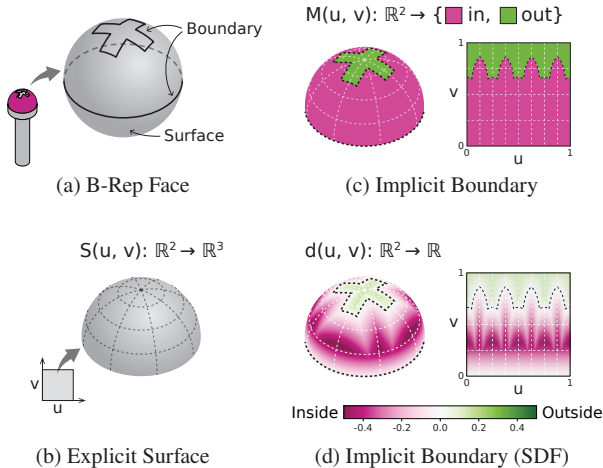 Boundary
Surface
(a) B-Rep Face
M(u, v): ℝ² → {■ in, ■ out}
1
v
0
0
u
1
(c) Implicit Boundary
S(u, v): ℝ² → ℝ³
v
u
(b) Explicit Surface
d(u, v): ℝ² → ℝ
1
v
0
0
u
1
Inside
Outside
-0.4 -0.2 0.0 0.2 0.4
(d) Implicit Boundary (SDF)